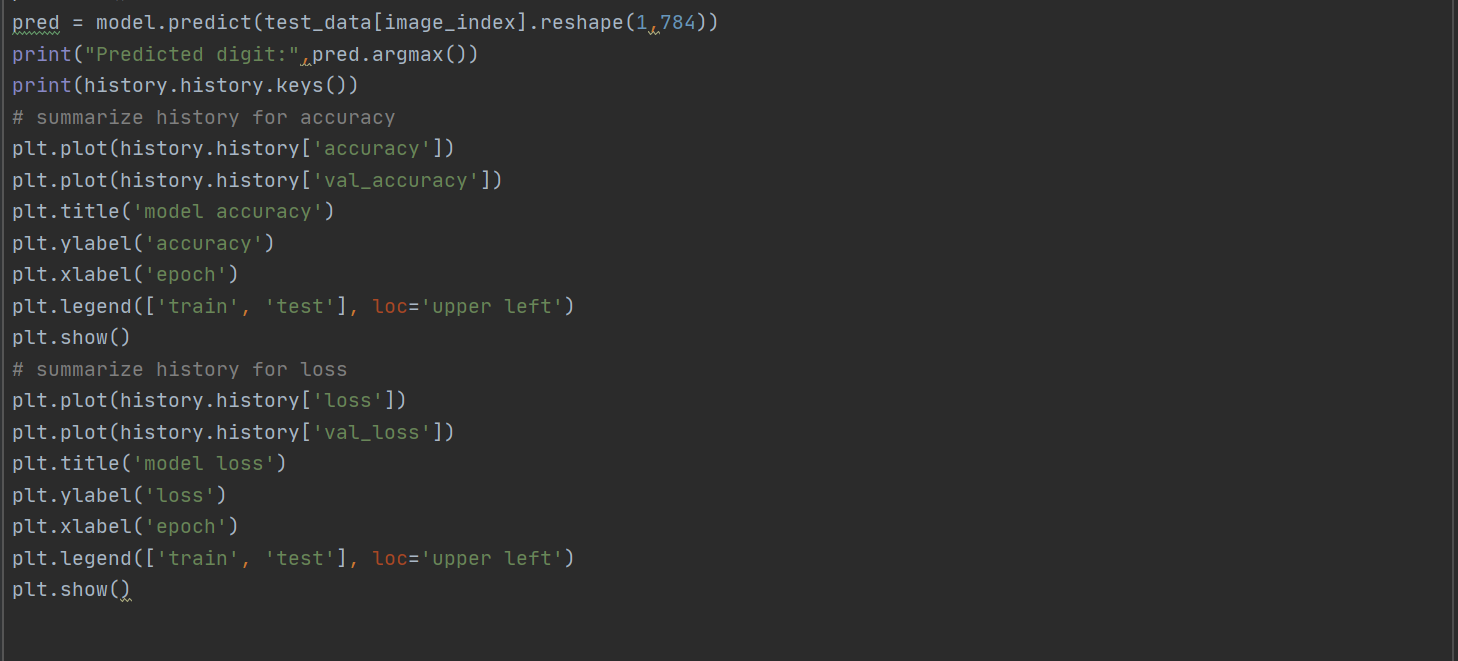 pred = model.predict(test_data[image_index].reshape(1,784))
print("Predicted digit:",pred.argmax())
print(history.history.keys())
# summarize history for accuracy
plt.plot(history.history['accuracy'])
plt.plot(history.history['val_accuracy'])
plt.title('model accuracy')
plt.ylabel('accuracy')
plt.xlabel('epoch')
plt.legend(['train', 'test'], loc='upper left')
plt.show()
# summarize history for loss
plt.plot(history.history['loss'])
plt.plot(history.history['val_loss'])
plt.title('model loss')
plt.ylabel('loss')
plt.xlabel('epoch')
plt.legend(['train', 'test'], loc='upper left')
plt.show()